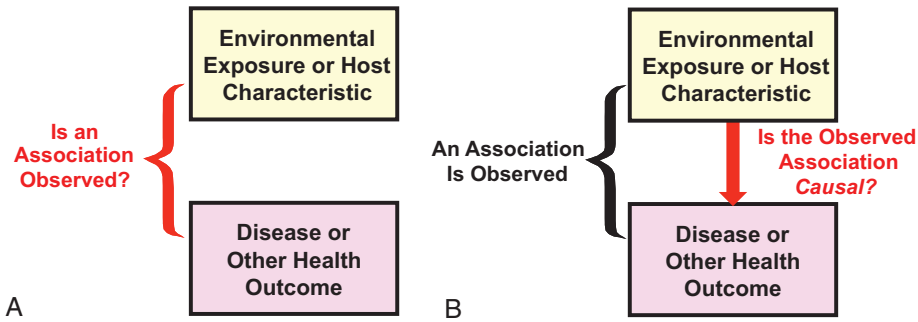 Environmental
Exposure or Host
Characteristic
Is an
Association
Observed?
Disease or
Other Health
Outcome
A
Environmental
Exposure or Host
Characteristic
An Association
Is Observed
Is the Observed
Association
Causal?
Disease or
Other Health
Outcome
B